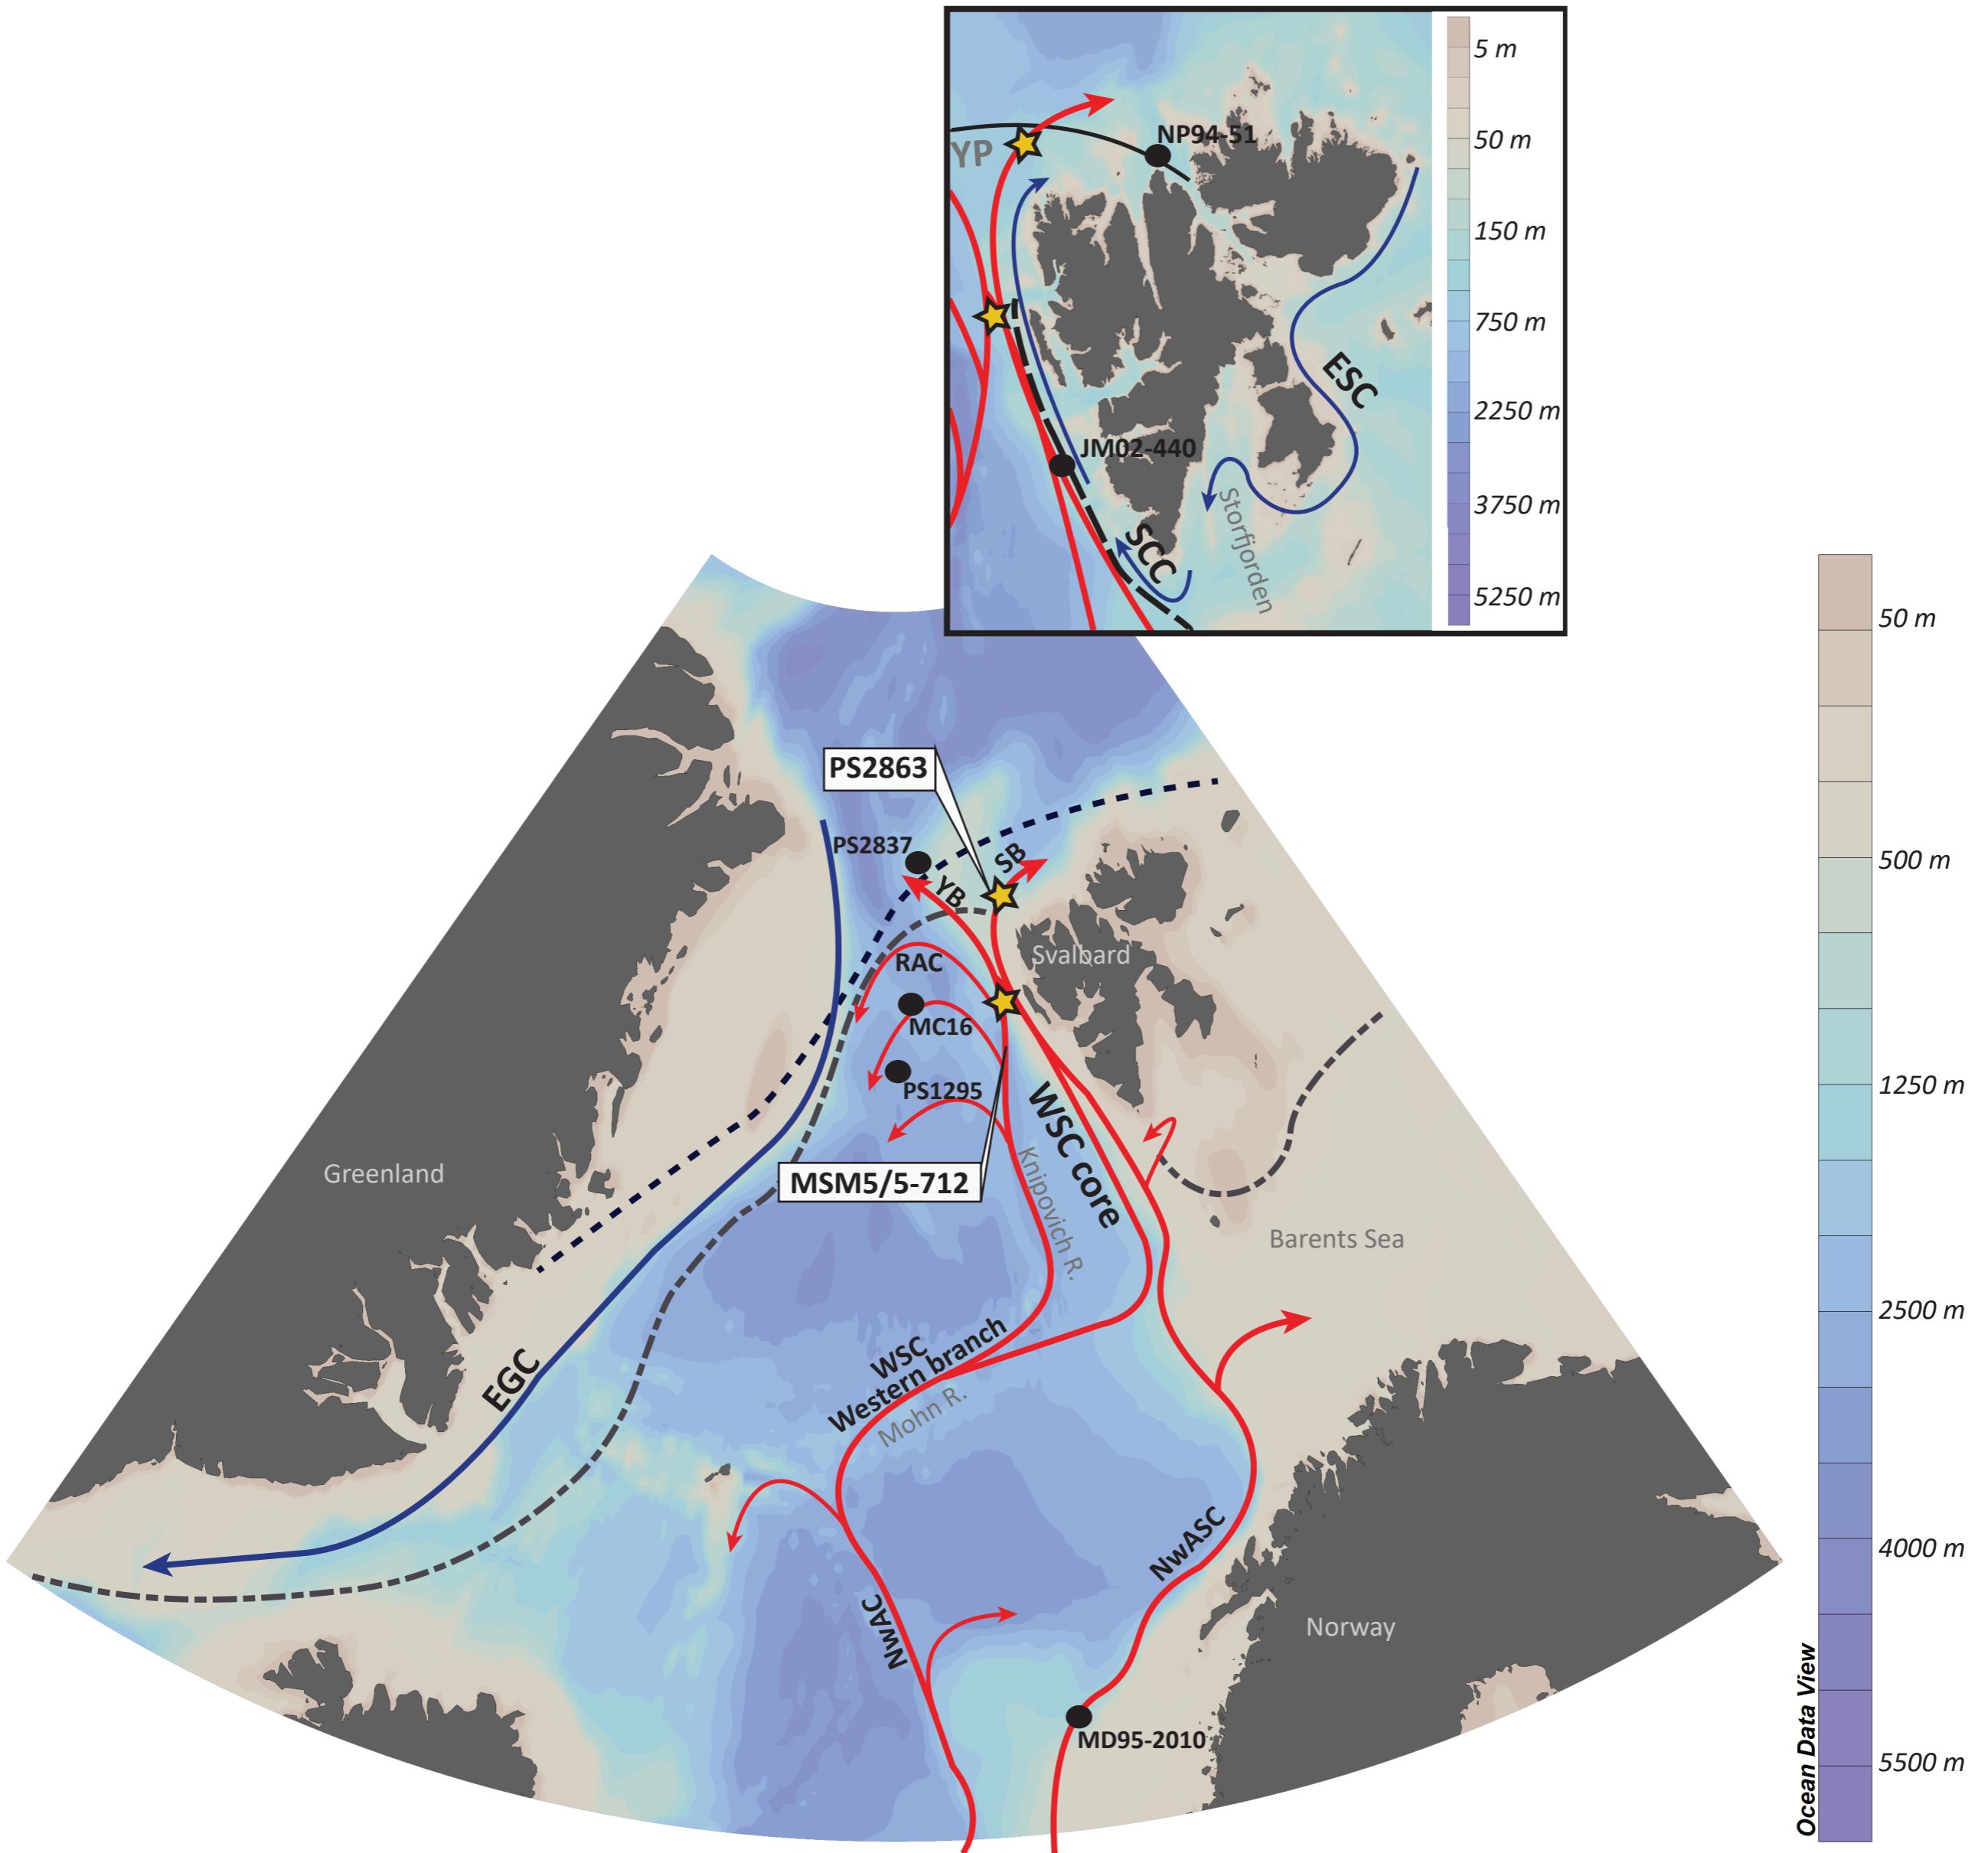 5 m
NP94-51
50 m
YP
150 m
750 m
ESC
2250 m
JM02-440
3750 m
Storfjorden
SCC
5250 m
50 m
PS2863
PS2837
SB
500 m
YB
Svalbard
RAC
MC16
PS1295
1250 m
WSC core
Greenland
MSM5/5-712
Knipovich R.
Barents Sea
2500 m
WSC
Western branch
EGC
Mohn R.
NwASC
4000 m
NwAC
Norway
MD95-2010
5500 m
Ocean Data View